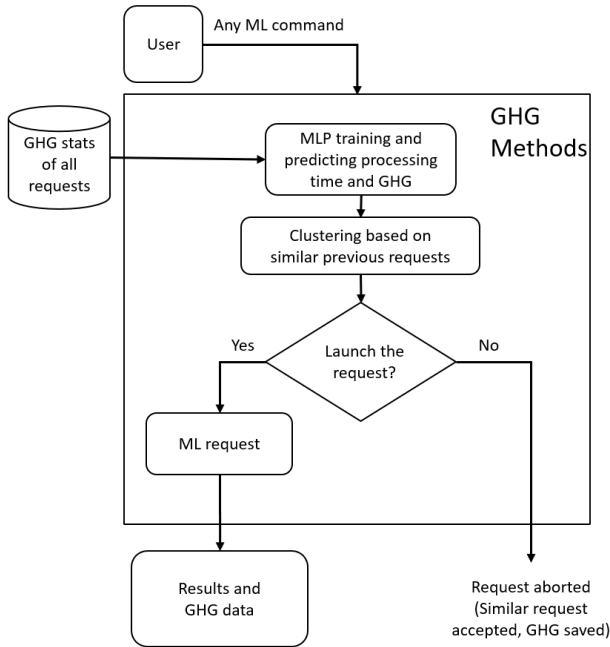 User
Any ML command
GHG
Methods
GHG stats
of all
requests
MLP training and
predicting processing
time and GHG
Clustering based on
similar previous requests
Launch the
request?
Yes
No
ML request
Results and
GHG data
Request aborted
(Similar request
accepted, GHG saved)